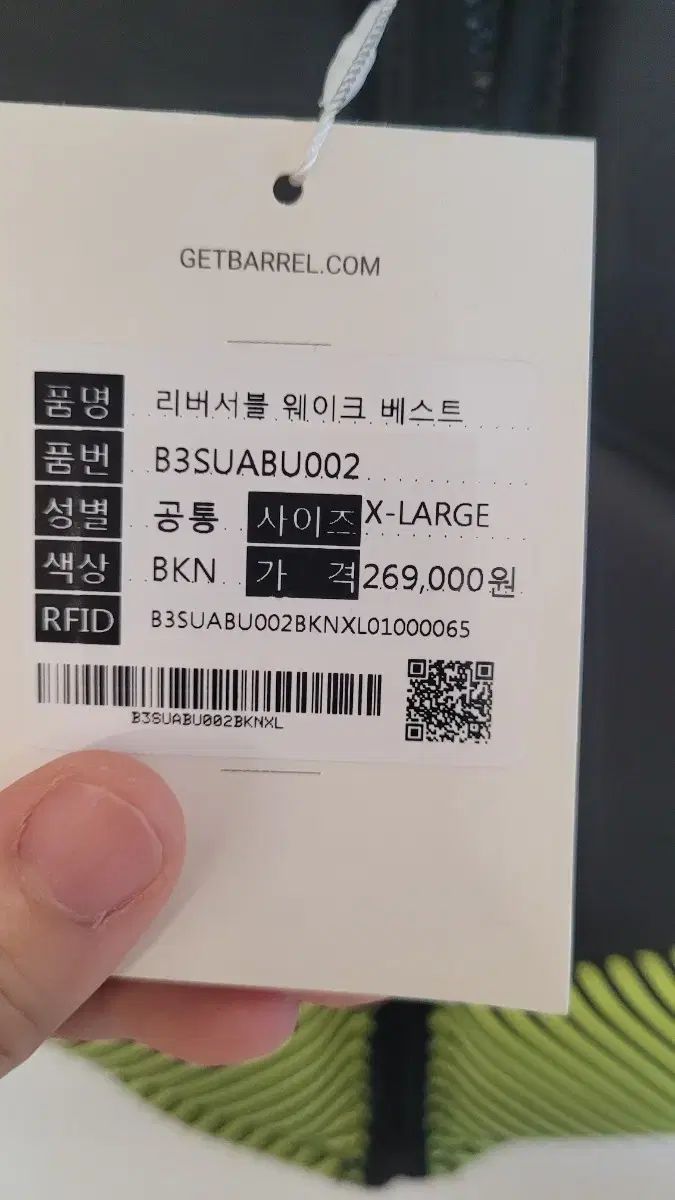 GETBARREL.COM
품명 리버서블 웨이크 베스트
품번 B3SUABU002
성별 공통 사이즈 X-LARGE
색상 BKN 가 격 269,000원
RFID B3SUABU002BKNXL01000065
B3SUABU002BKNXL